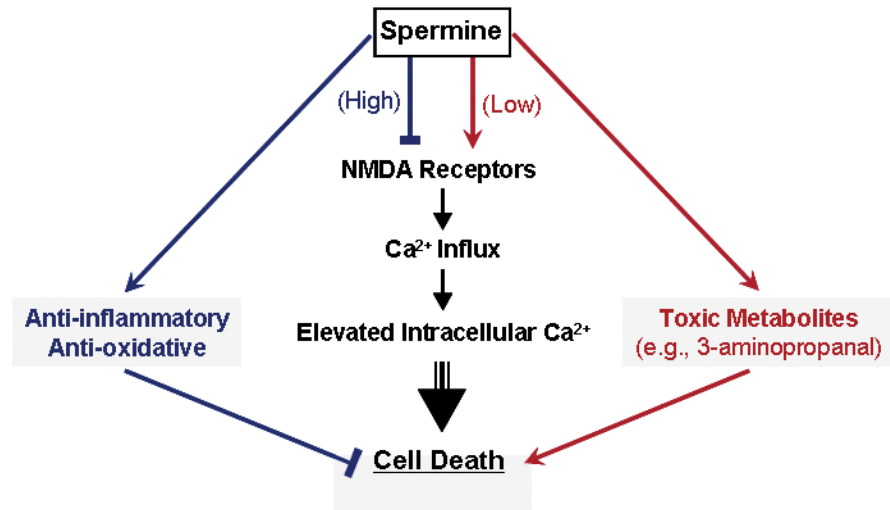 Spermine
(High)
(Low)
NMDA Receptors
Ca²⁺ Influx
Elevated Intracellular Ca²⁺
Anti-inflammatory
Anti-oxidative
Toxic Metabolites
(e.g., 3-aminopropanal)
Cell Death